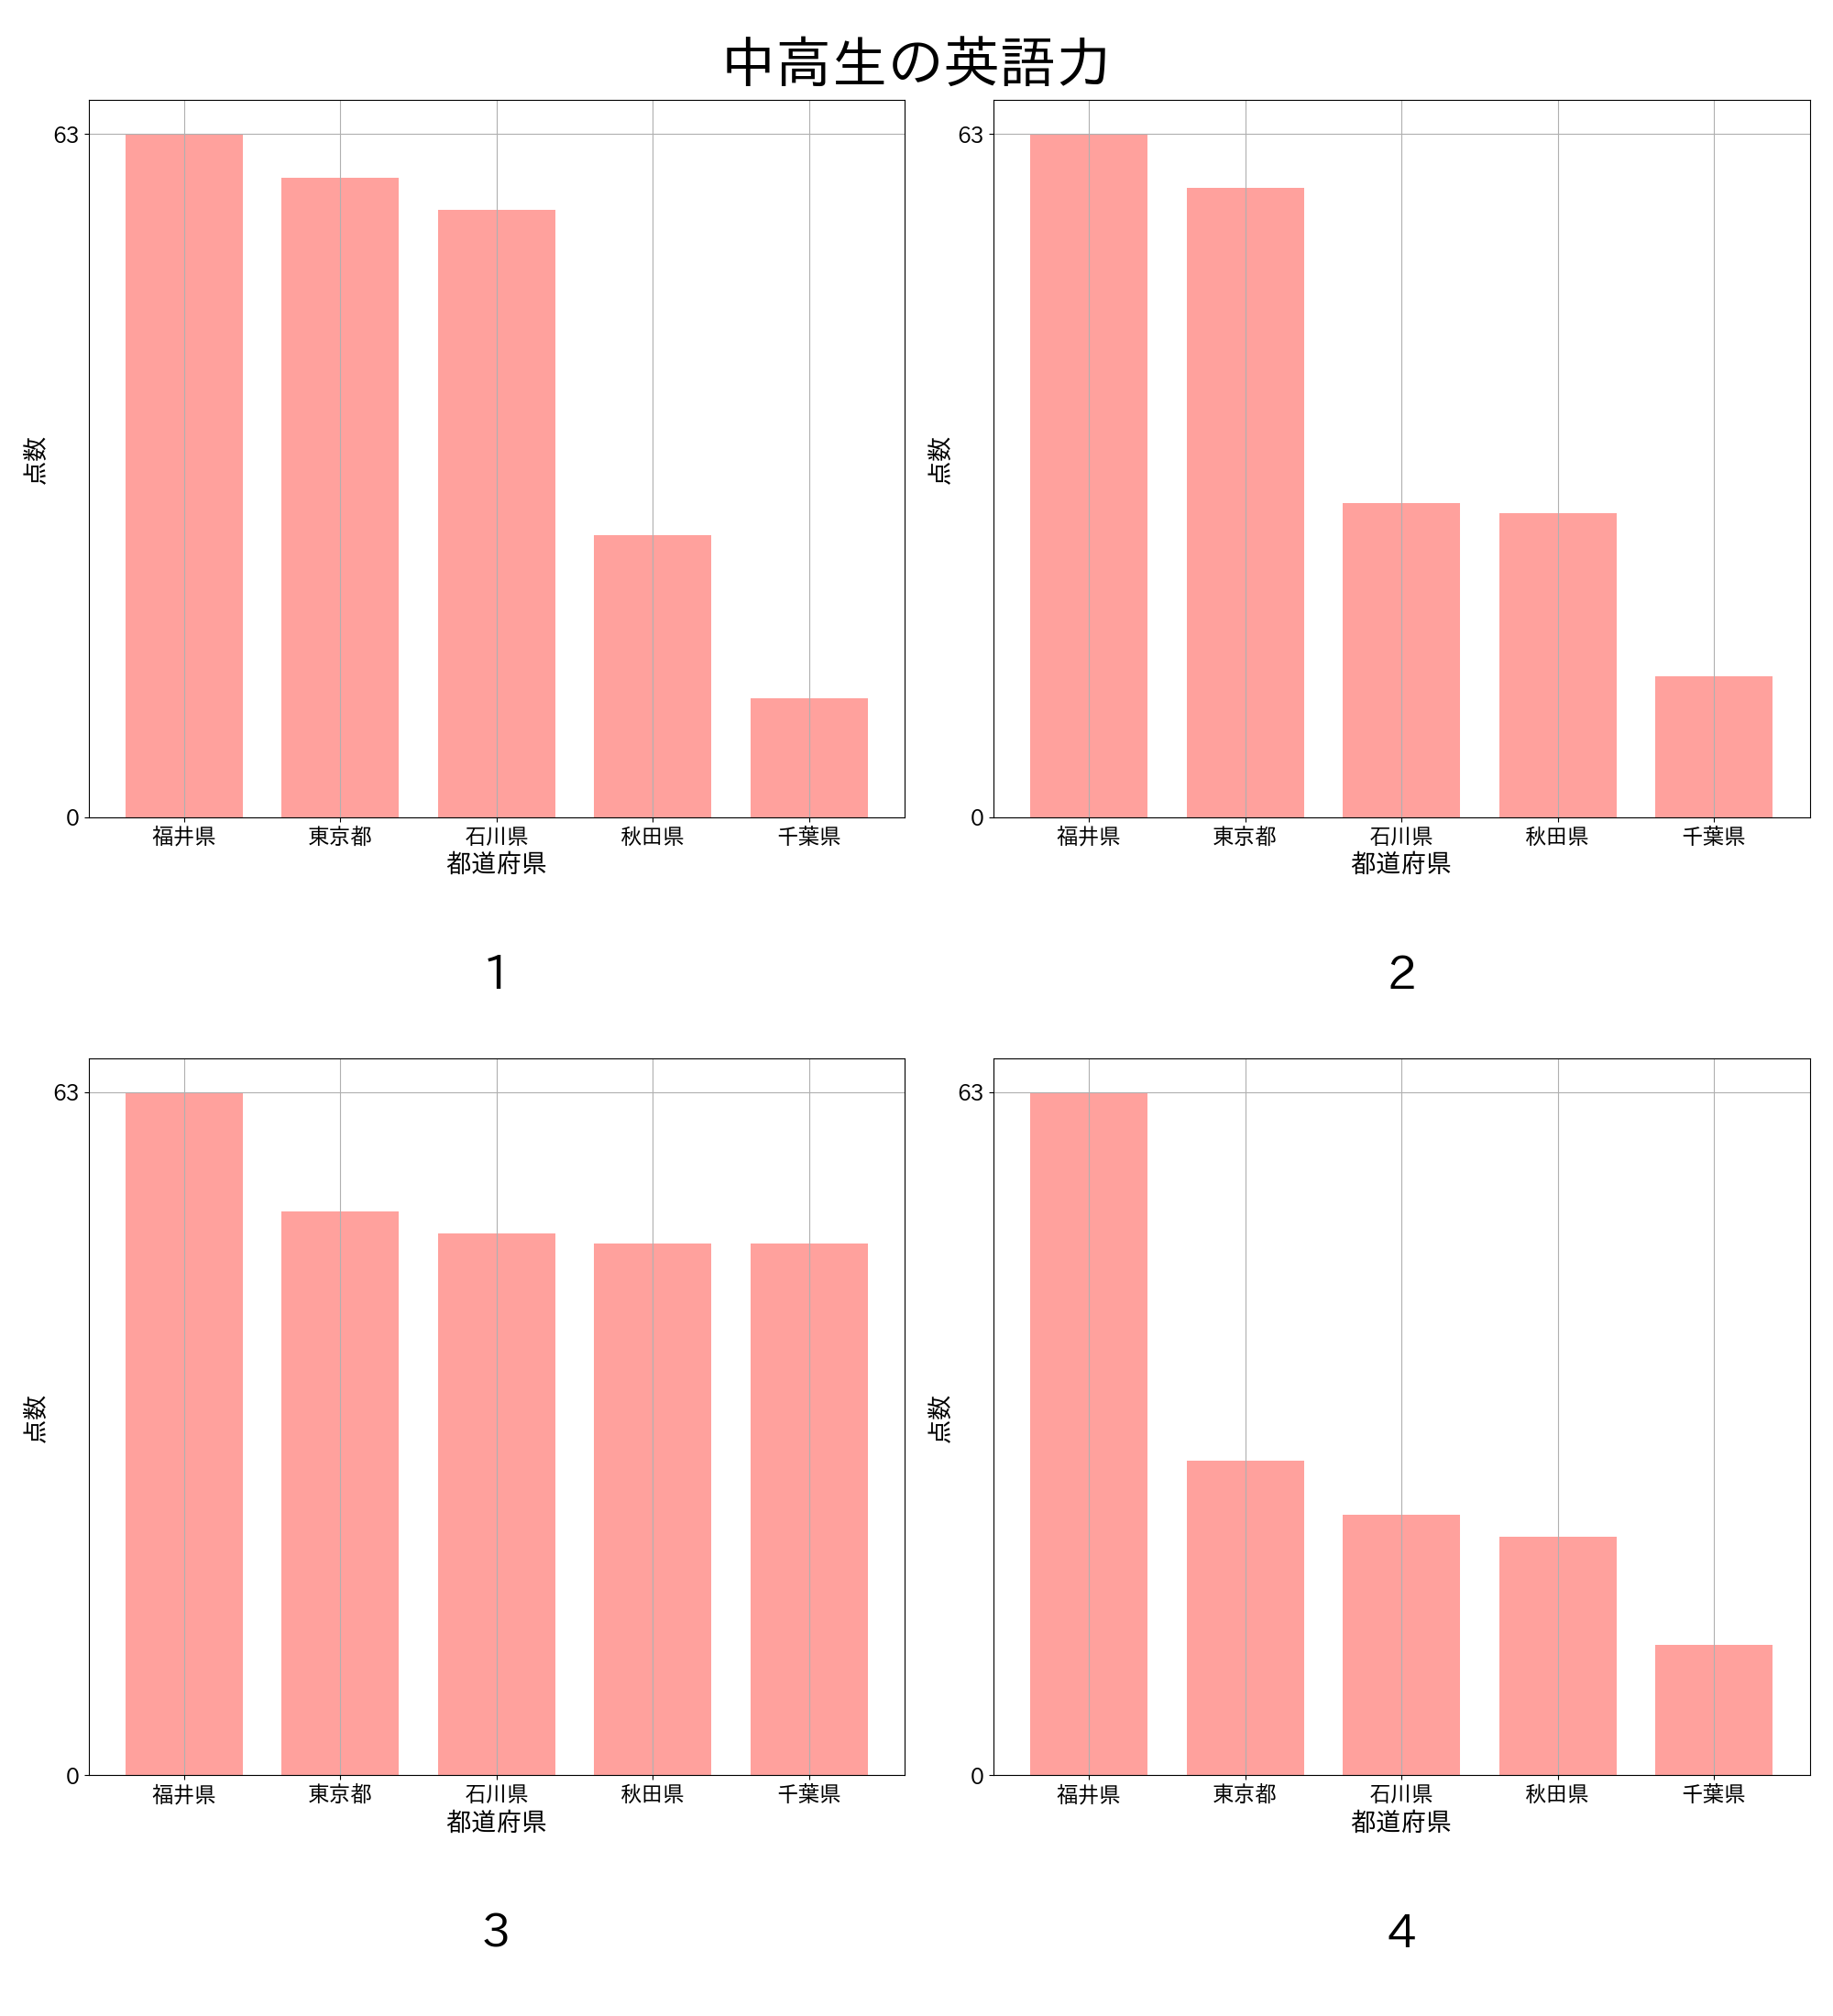 中高生の英語力
63
点数
0
福井県 東京都 石川県 秋田県 千葉県
都道府県
1
63
点数
0
福井県 東京都 石川県 秋田県 千葉県
都道府県
2
63
点数
0
福井県 東京都 石川県 秋田県 千葉県
都道府県
3
63
点数
0
福井県 東京都 石川県 秋田県 千葉県
都道府県
4